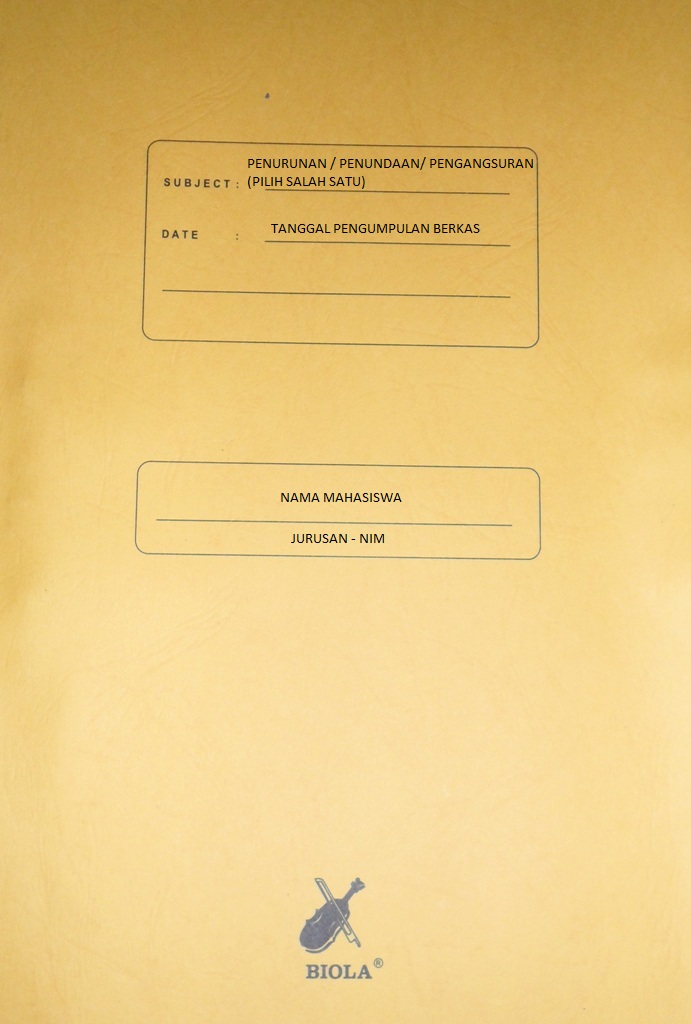 PENURUNAN / PENUNDAAN/ PENGANGSURAN
SUBJECT : (PILIH SALAH SATU)
DATE : TANGGAL PENGUMPULAN BERKAS
NAMA MAHASISWA
JURUSAN - NIM
BIOLA®